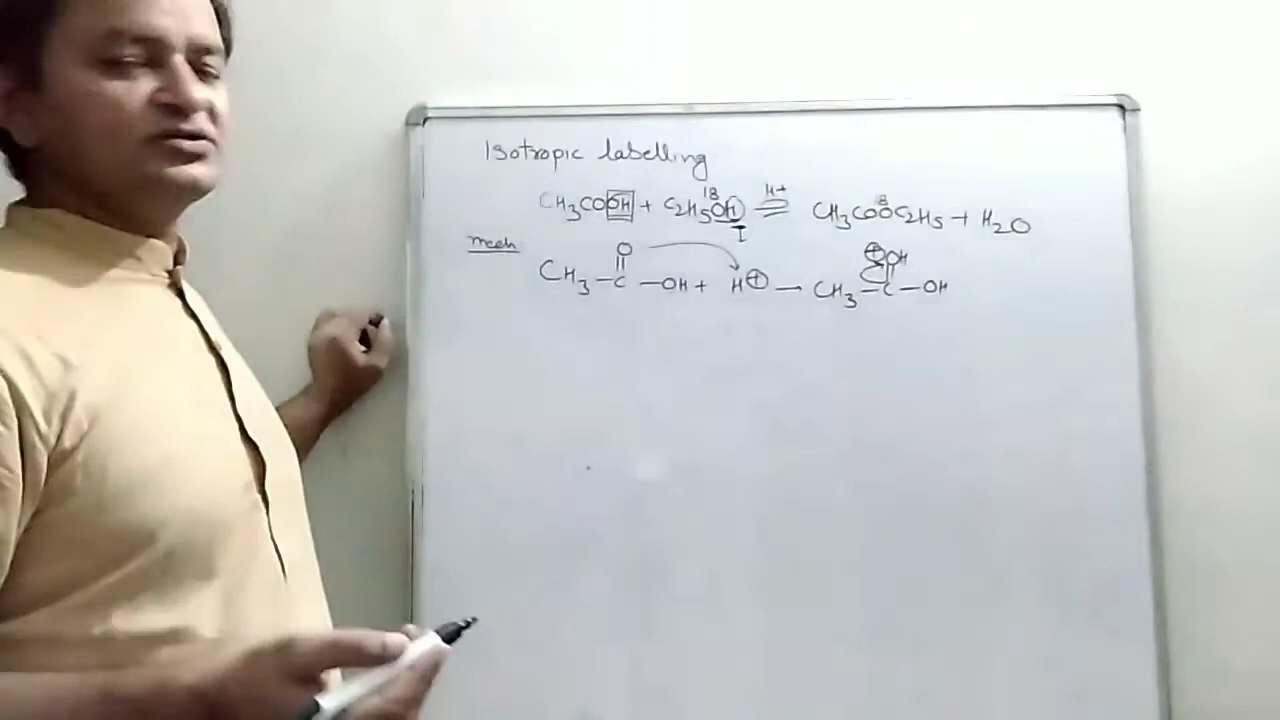 Isotropic labelling
18 H+
CH3COOH + C2H5OH ⇌ CH3COOC2H5 + H2O
I
Mech O ⊕OH
CH3–C–OH + H⊕ → CH3–C–OH